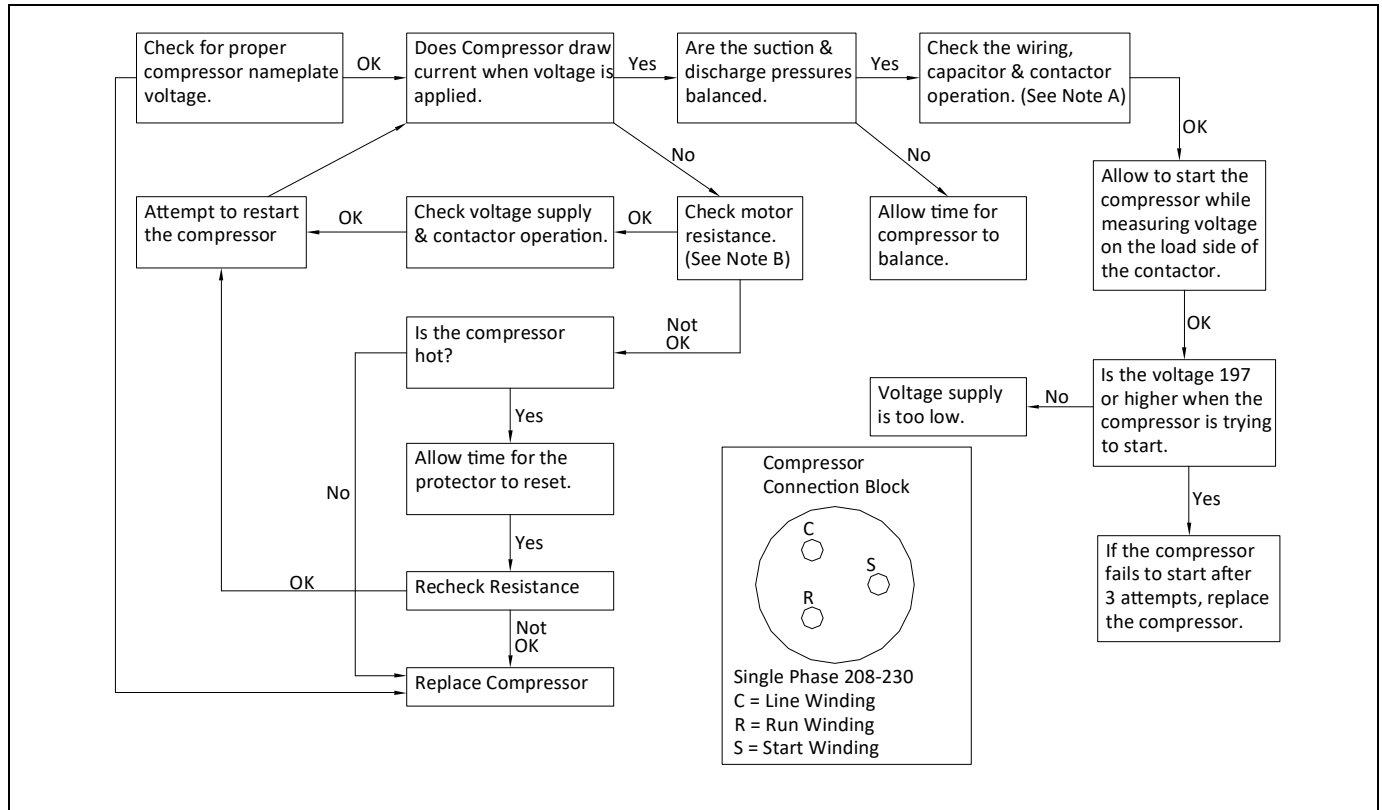 Check for proper
compressor nameplate
voltage.
OK
Does Compressor draw
current when voltage is
applied.
Yes
Are the suction &
discharge pressures
balanced.
Yes
Check the wiring,
capacitor & contactor
operation. (See Note A)
OK
No
No
Attempt to restart
the compressor
OK
Check voltage supply
& contactor operation.
OK
Check motor
resistance.
(See Note B)
Allow time for
compressor to
balance.
Allow to start the
compressor while
measuring voltage
on the load side of
the contactor.
OK
Not
OK
Is the compressor
hot?
Yes
No
Allow time for the
protector to reset.
Yes
OK
Recheck Resistance
Not
OK
Replace Compressor
Voltage supply
is too low.
No
Is the voltage 197
or higher when the
compressor is trying
to start.
Yes
If the compressor
fails to start after
3 attempts, replace
the compressor.
Compressor
Connection Block
C
S
R
Single Phase 208-230
C = Line Winding
R = Run Winding
S = Start Winding